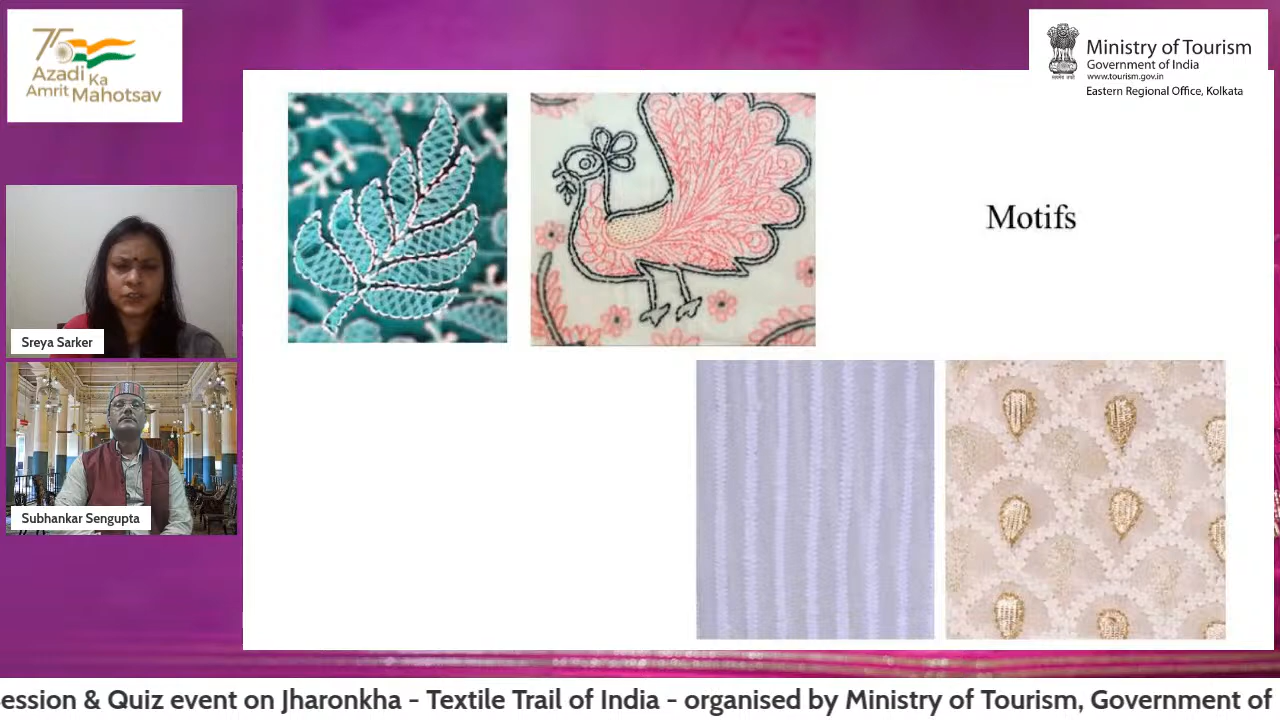 75
Azadi Ka
Amrit Mahotsav
Ministry of Tourism
Government of India
www.tourism.gov.in
Eastern Regional Office, Kolkata
Motifs
Sreya Sarker
Subhankar Sengupta
ession & Quiz event on Jharonkha - Textile Trail of India - organised by Ministry of Tourism, Government of